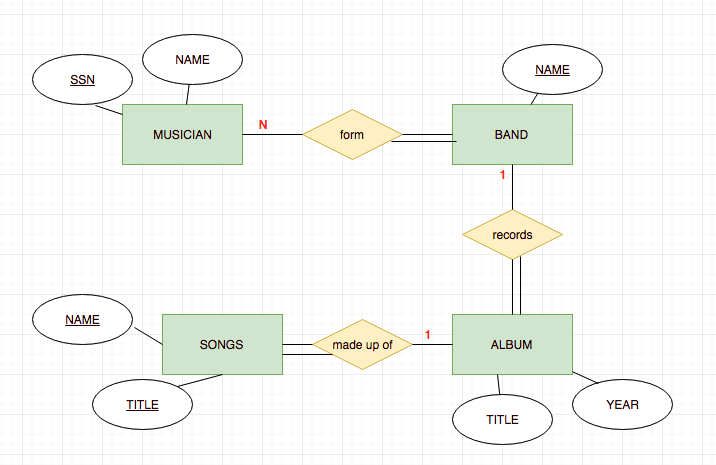 NAME
SSN
NAME
MUSICIAN
N
form
BAND
1
records
NAME
SONGS
made up of
1
ALBUM
TITLE
TITLE
YEAR